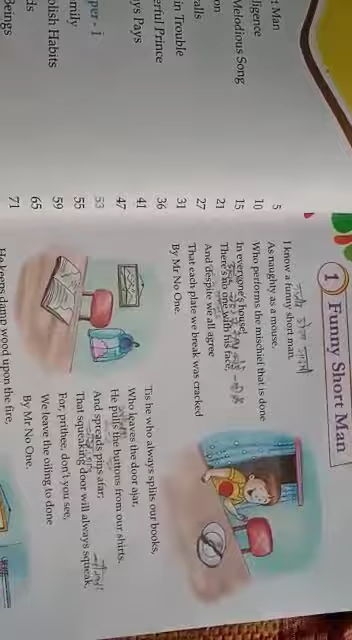 t Man
lligence
Melodious Song
on
alls
in Trouble
erful Prince
ys Pays
per - 1
mily
olish Habits
ds
Beings
5
10
15
21
27
31
36
41
47
53
55
59
65
71
1 Funny Short Man
I know a funny short man,
As naughty as a mouse.
Who performs the mischief that is done
In everyone's house!
There's no one with his face,
And despite we all agree
That each plate we break was cracked
By Mr No One.
'Tis he who always splits our books,
Who leaves the door ajar,
He pulls the buttons from our shirts.
And spreads pins afar;
That squeaking door will always squeak,
For, prithee, don't you see,
We leave the oiling to done
By Mr No One.
He keeps damp wood upon the fire,